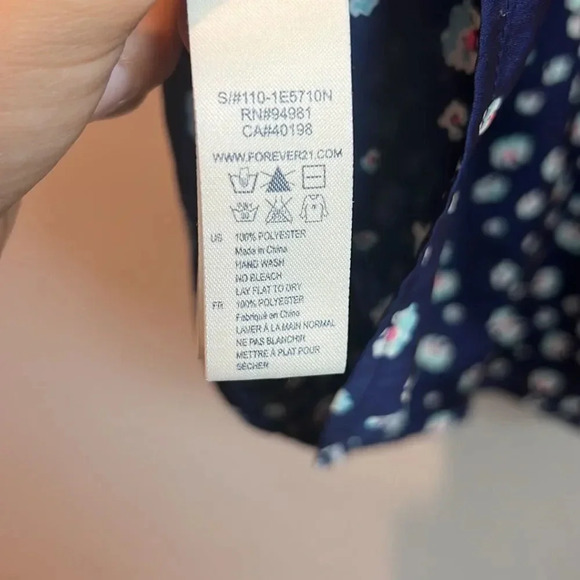 S/#110-1E5710N
RN#94981
CA#40198
WWW.FOREVER21.COM
US 100% POLYESTER
Made in China
HAND WASH
NO BLEACH
LAY FLAT TO DRY
FR 100% POLYESTER
Fabriqué en Chine
LAVER À LA MAIN NORMAL
NE PAS BLANCHIR
METTRE À PLAT POUR
SÉCHER